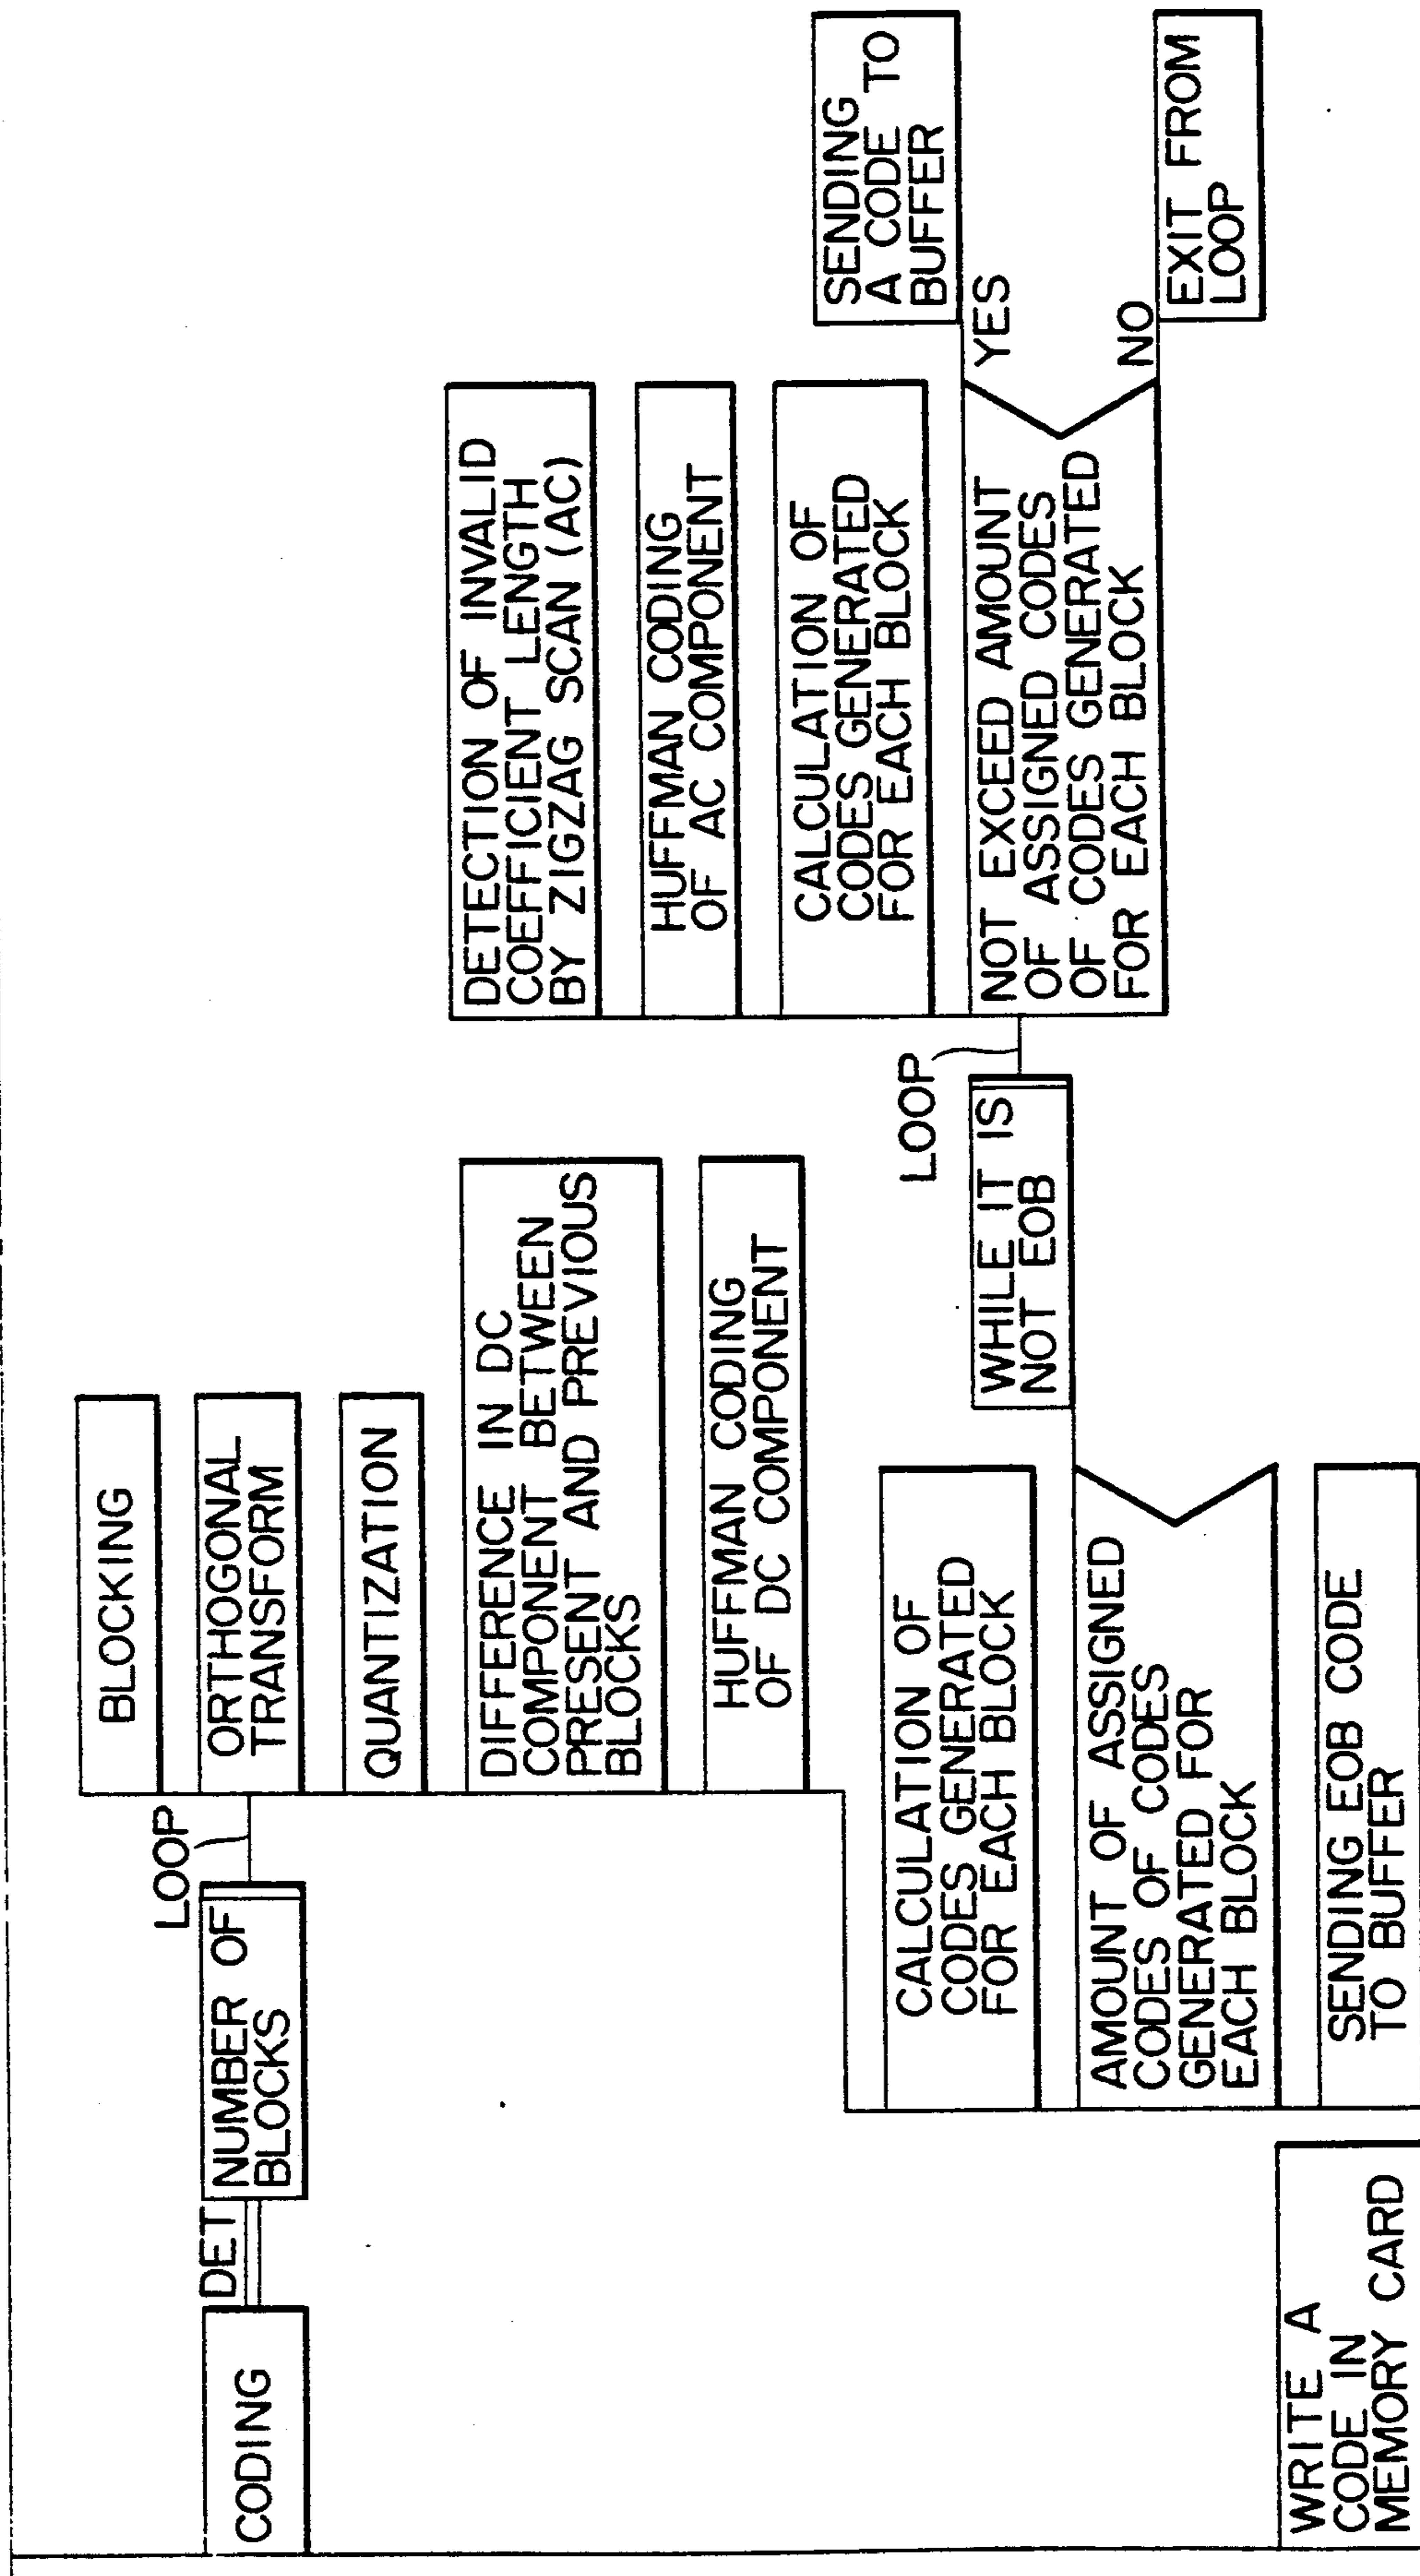 CODING
DET
NUMBER OF
BLOCKS
LOOP
BLOCKING
ORTHOGONAL
TRANSFORM
QUANTIZATION
DIFFERENCE IN DC
COMPONENT BETWEEN
PRESENT AND PREVIOUS
BLOCKS
HUFFMAN CODING
OF DC COMPONENT
CALCULATION OF
CODES GENERATED
FOR EACH BLOCK
AMOUNT OF ASSIGNED
CODES OF CODES
GENERATED FOR
EACH BLOCK
WHILE IT IS
NOT EOB
LOOP
DETECTION OF INVALID
COEFFICIENT LENGTH
BY ZIGZAG SCAN (AC)
HUFFMAN CODING
OF AC COMPONENT
CALCULATION OF
CODES GENERATED
FOR EACH BLOCK
NOT EXCEED AMOUNT
OF ASSIGNED CODES
OF CODES GENERATED
FOR EACH BLOCK
YES
SENDING
A CODE TO
BUFFER
NO
EXIT FROM
LOOP
SENDING EOB CODE
TO BUFFER
WRITE A
CODE IN
MEMORY CARD